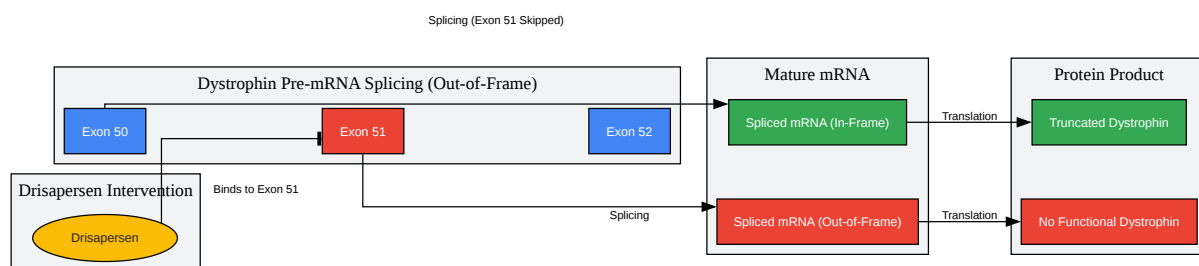 Splicing (Exon 51 Skipped)
Dystrophin Pre-mRNA Splicing (Out-of-Frame)
Mature mRNA
Protein Product
Exon 50
Exon 51
Exon 52
Spliced mRNA (In-Frame)
Translation
Truncated Dystrophin
Drisapersen Intervention
Binds to Exon 51
Splicing
Spliced mRNA (Out-of-Frame)
Translation
No Functional Dystrophin
Drisapersen